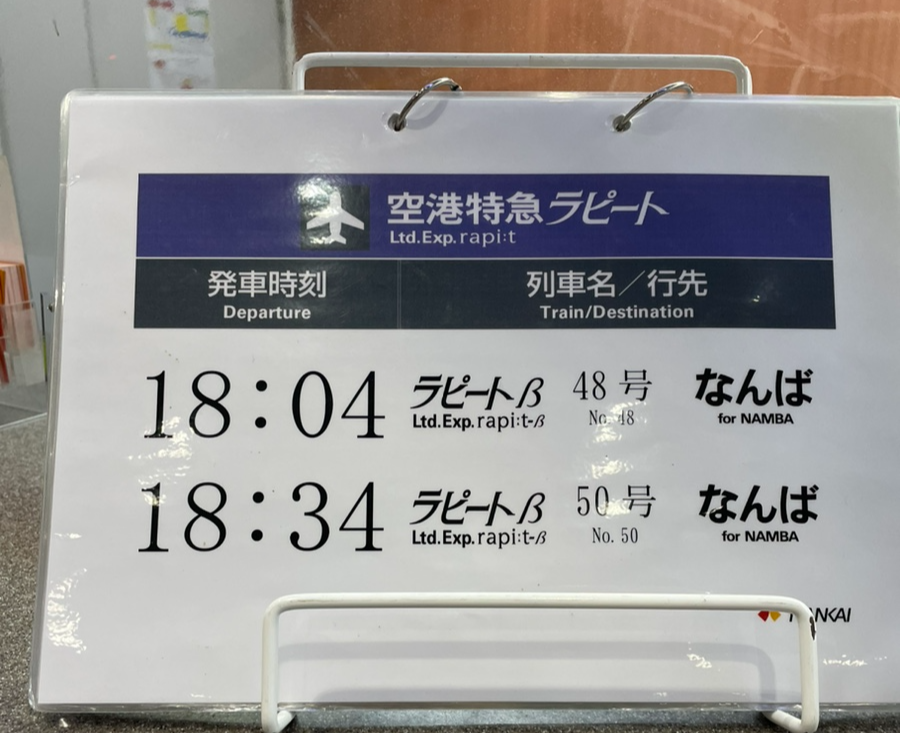 空港特急ラピート
Ltd.Exp.rapi:t
発車時刻
列車名／行先
Departure
Train/Destination
18:04 ラピートβ 48号 なんば
Ltd.Exp.rapi:t-β No. 48 for NAMBA
18:34 ラピートβ 50号 なんば
Ltd.Exp.rapi:t-β No. 50 for NAMBA
NANKAI